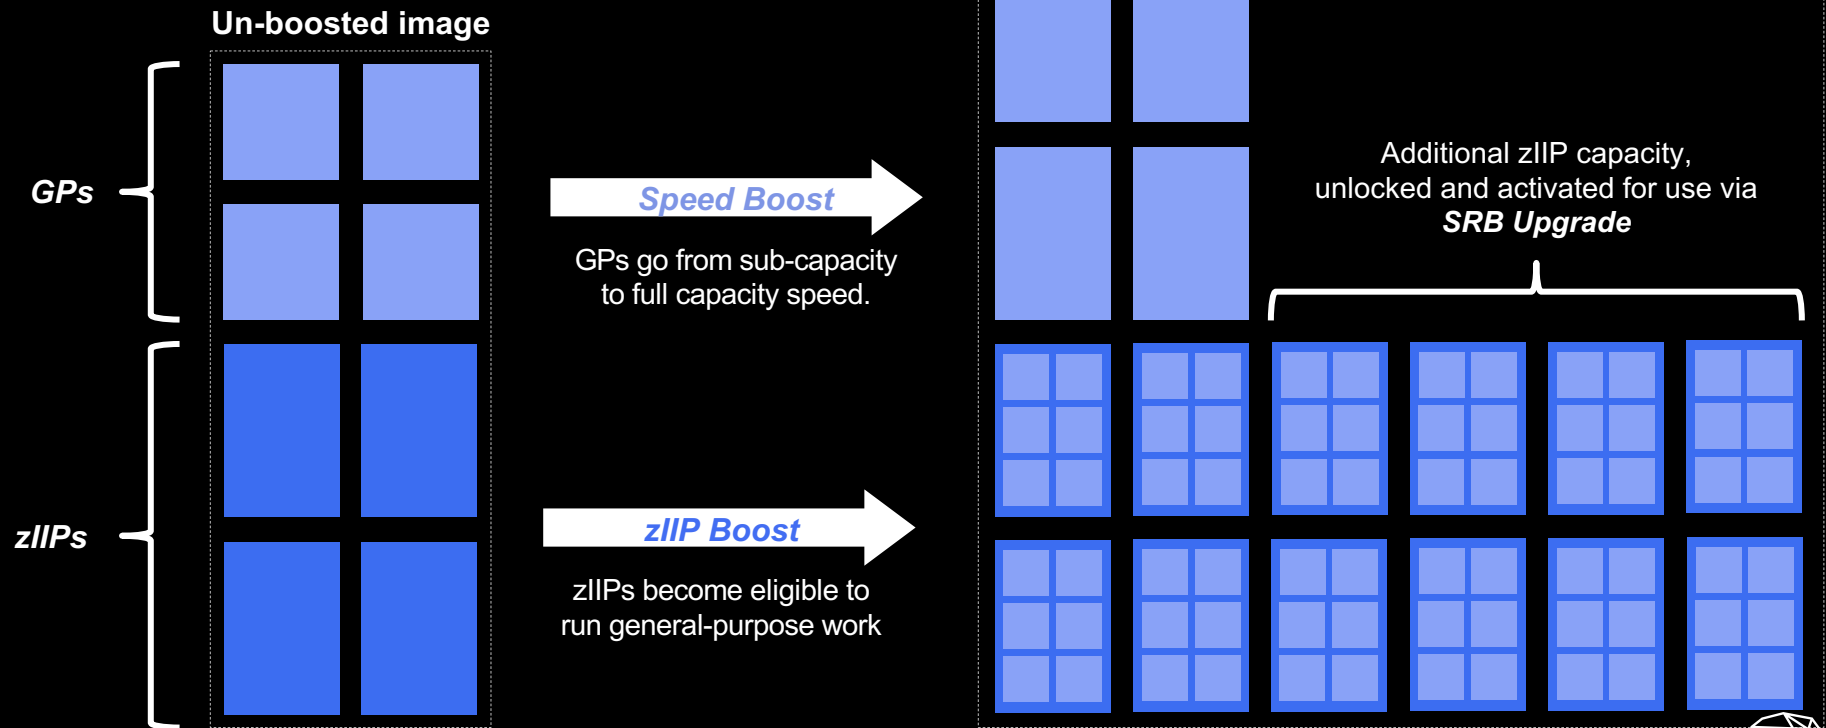 Un-boosted image
GPs
Speed Boost
GPs go from sub-capacity
to full capacity speed.
Additional zIIP capacity,
unlocked and activated for use via
SRB Upgrade
zIIPs
zIIP Boost
zIIPs become eligible to
run general-purpose work